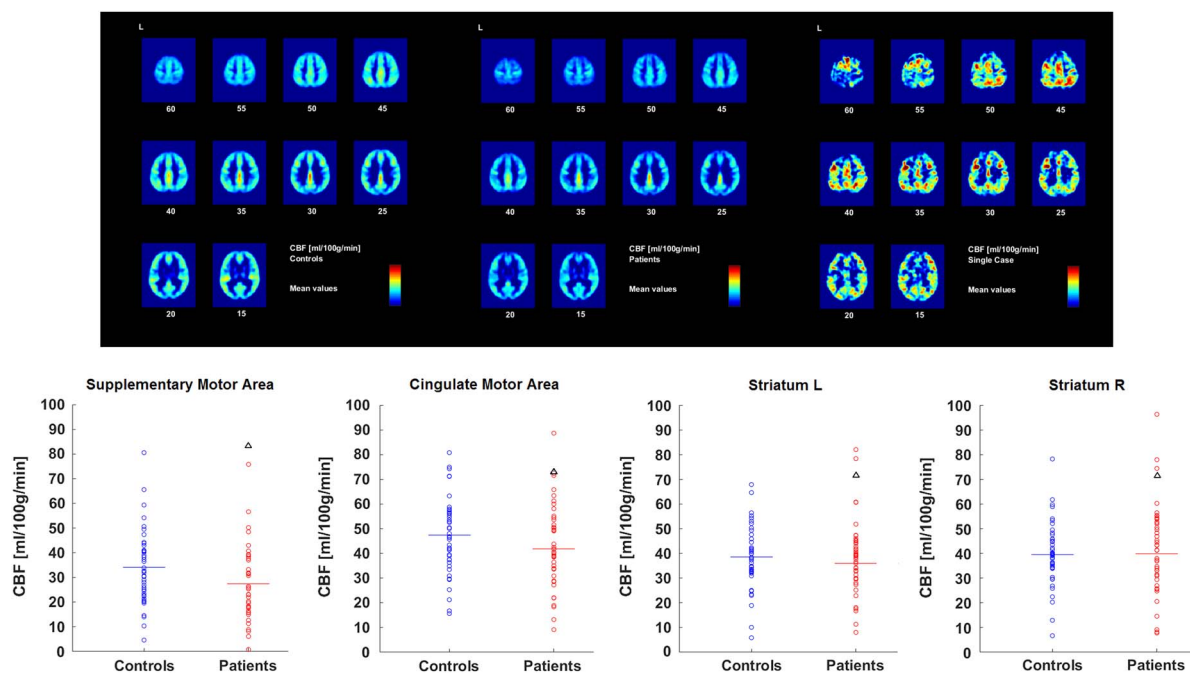 L L L
60 55 50 45 60 55 50 45 60 55 50 45
40 35 30 25 40 35 30 25 40 35 30 25
CBF [ml/100g/min]
Controls
Mean values
CBF [ml/100g/min]
Patients
Mean values
CBF [ml/100g/min]
Single Case
Mean values
20 15 20 15 20 15
Supplementary Motor Area
CBF [ml/100g/min]
100
90
80
70
60
50
40
30
20
10
0
Controls Patients
Cingulate Motor Area
CBF [ml/100g/min]
100
90
80
70
60
50
40
30
20
10
0
Controls Patients
Striatum L
CBF [ml/100g/min]
100
90
80
70
60
50
40
30
20
10
0
Controls Patients
Striatum R
CBF [ml/100g/min]
100
90
80
70
60
50
40
30
20
10
0
Controls Patients